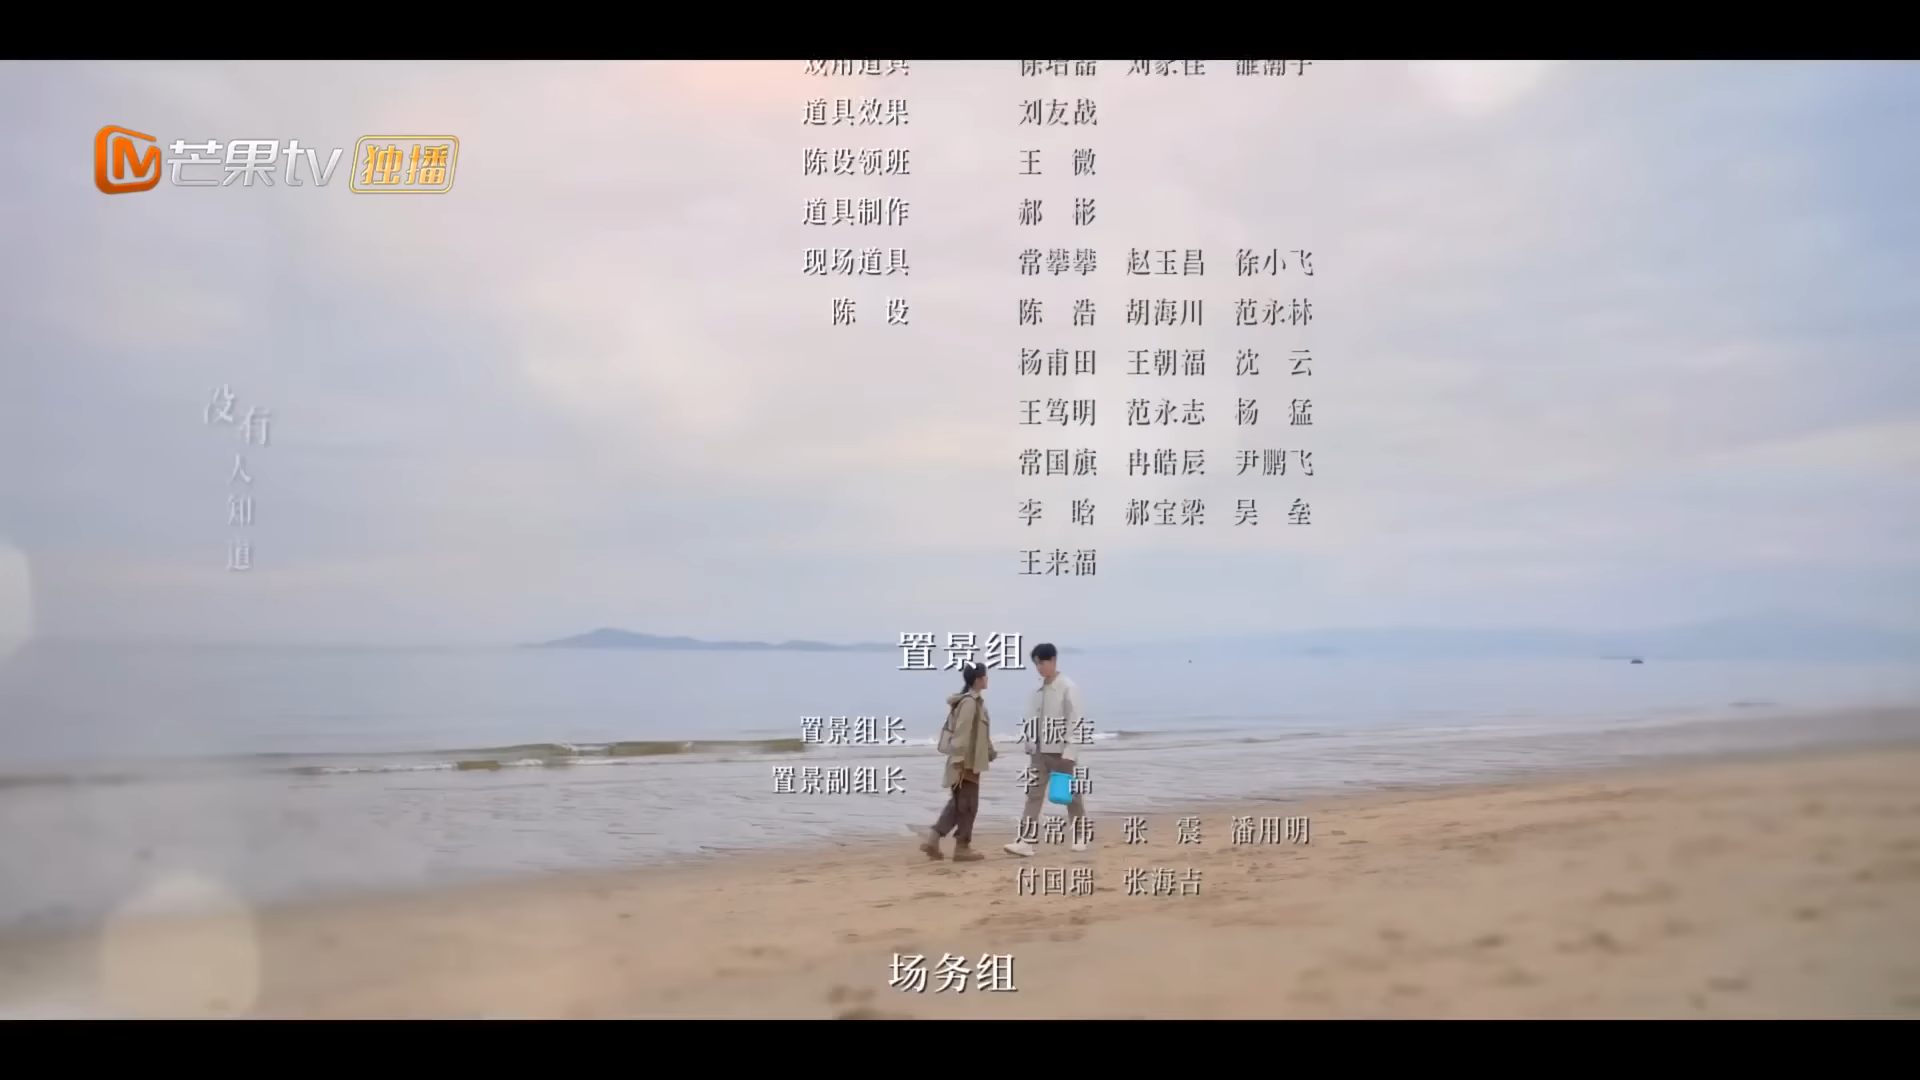 芒果tv 独播
道具效果 刘友战
陈设领班 王 微
道具制作 郝 彬
现场道具 常攀攀 赵玉昌 徐小飞
陈 设 陈 浩 胡海川 范永林
杨甫田 王朝福 沈 云
王笃明 范永志 杨 猛
常国旗 冉皓辰 尹鹏飞
李 晗 郝宝梁 吴 垒
王来福
没有人知道
置景组
置景组长 刘振奎
置景副组长 李 晶
边常伟 张 震 潘用明
付国瑞 张海吉
场务组